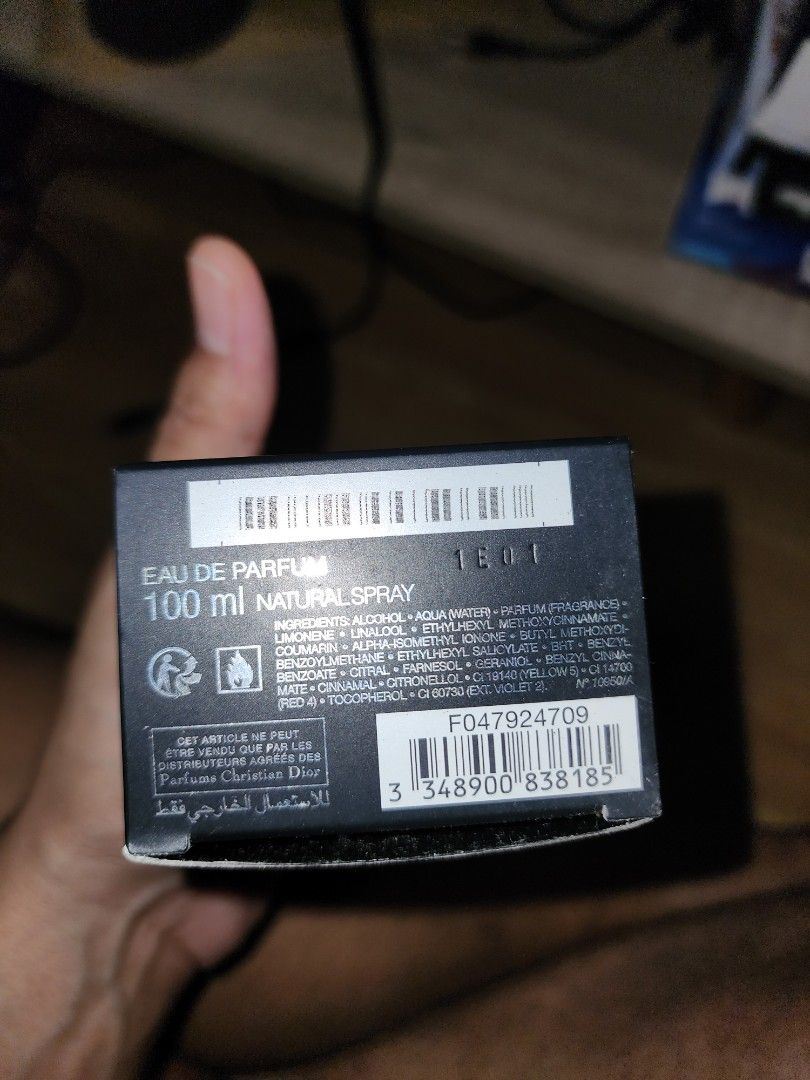 1E01
EAU DE PARFUM
100 ml NATURAL SPRAY
INGREDIENTS: ALCOHOL • AQUA (WATER) • PARFUM (FRAGRANCE) •
LIMONENE • LINALOOL • ETHYLHEXYL METHOXYCINNAMATE •
COUMARIN • ALPHA-ISOMETHYL IONONE • BUTYL METHOXYDI-
BENZOYLMETHANE • ETHYLHEXYL SALICYLATE • BHT • BENZYL
BENZOATE • CITRAL • FARNESOL • GERANIOL • BENZYL CINNA-
MATE • CINNAMAL • CITRONELLOL • CI 19140 (YELLOW 5) • CI 14700
(RED 4) • TOCOPHEROL • CI 60730 (EXT. VIOLET 2). N° 10950/A
CET ARTICLE NE PEUT
ÊTRE VENDU QUE PAR LES
DISTRIBUTEURS AGRÉÉS DES
Parfums Christian Dior
للاستعمال الخارجي فقط
F047924709
3 348900 838185